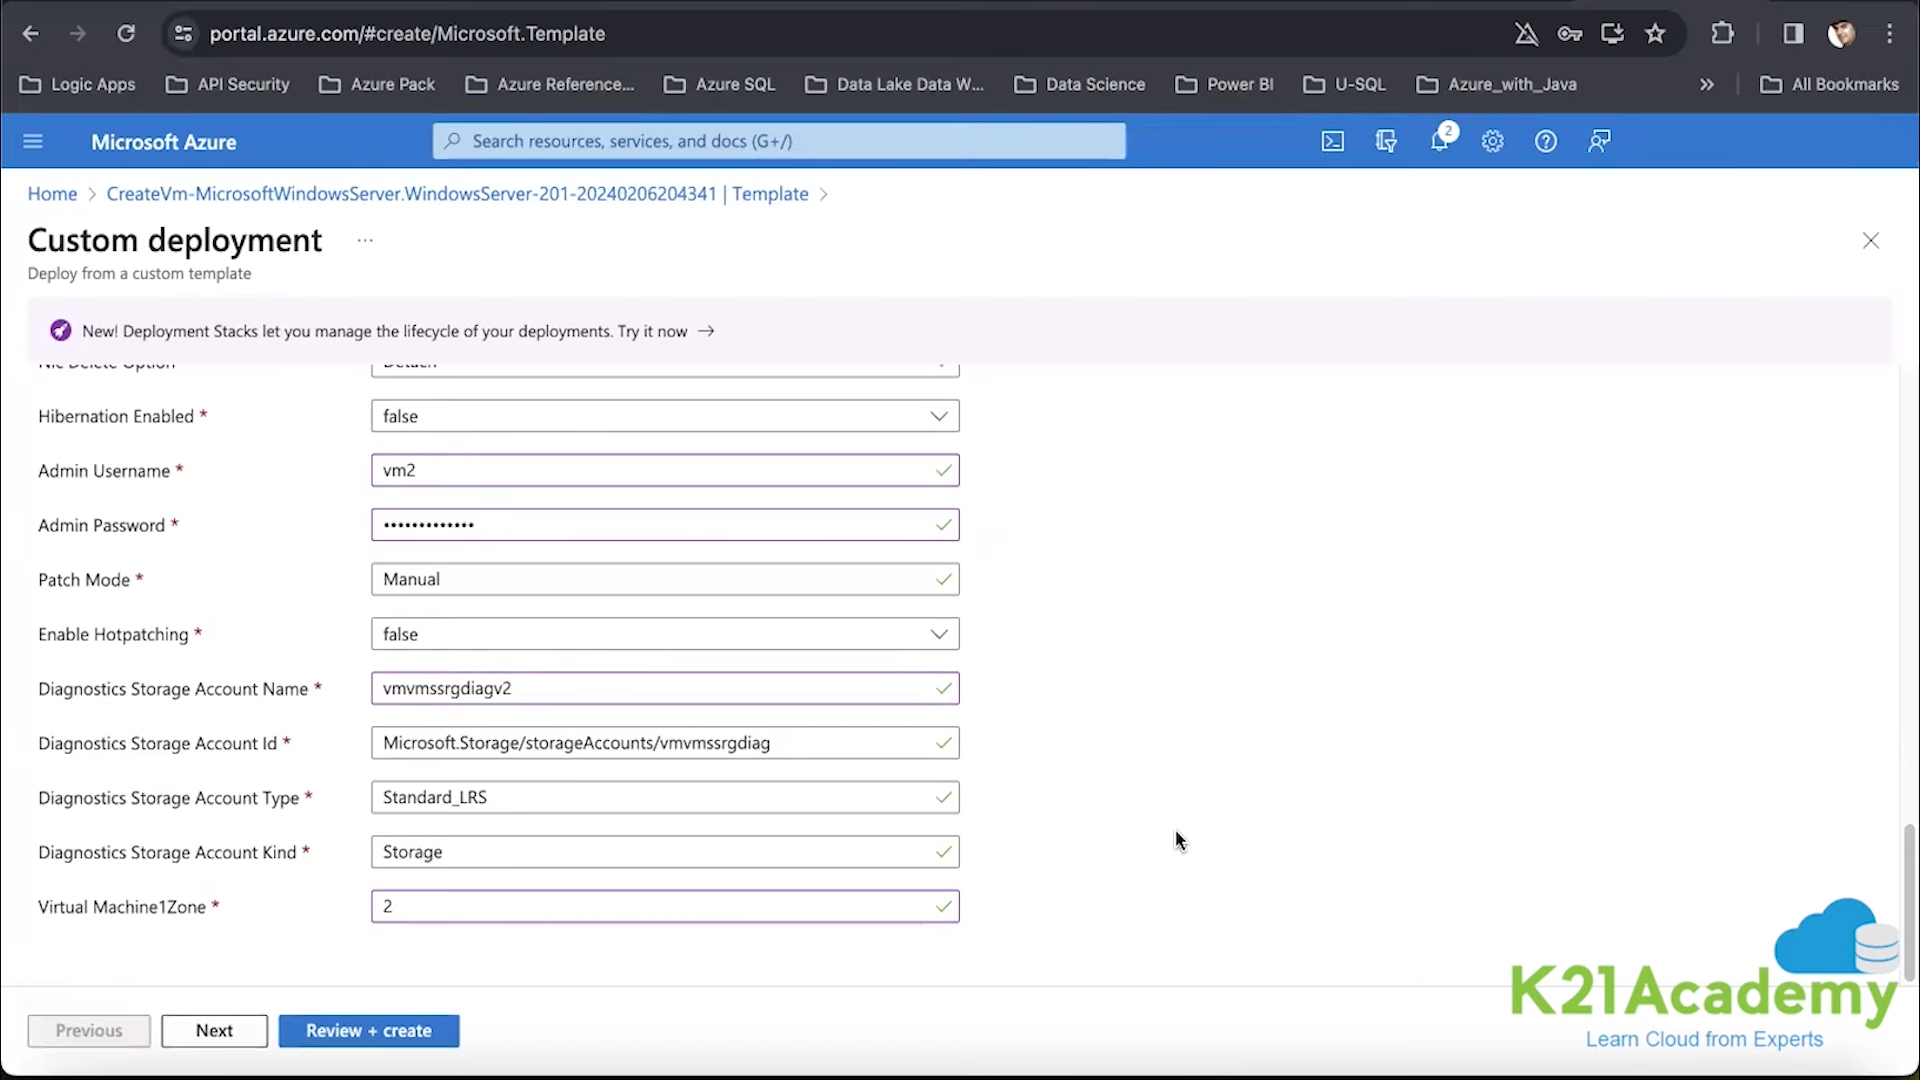 portal.azure.com/#create/Microsoft.Template
Logic Apps API Security Azure Pack Azure Reference... Azure SQL Data Lake Data W... Data Science Power BI U-SQL Azure_with_Java » All Bookmarks
Microsoft Azure
Search resources, services, and docs (G+/)
2
Home > CreateVm-MicrosoftWindowsServer.WindowsServer-201-20240206204341 | Template >
Custom deployment ...
Deploy from a custom template
New! Deployment Stacks let you manage the lifecycle of your deployments. Try it now →
Nic Delete Option Detach
Hibernation Enabled * false
Admin Username * vm2
Admin Password * •••••••••••••
Patch Mode * Manual
Enable Hotpatching * false
Diagnostics Storage Account Name * vmvmssrgdiagv2
Diagnostics Storage Account Id * Microsoft.Storage/storageAccounts/vmvmssrgdiag
Diagnostics Storage Account Type * Standard_LRS
Diagnostics Storage Account Kind * Storage
Virtual Machine1Zone * 2
Previous Next Review + create
K21Academy
Learn Cloud from Experts